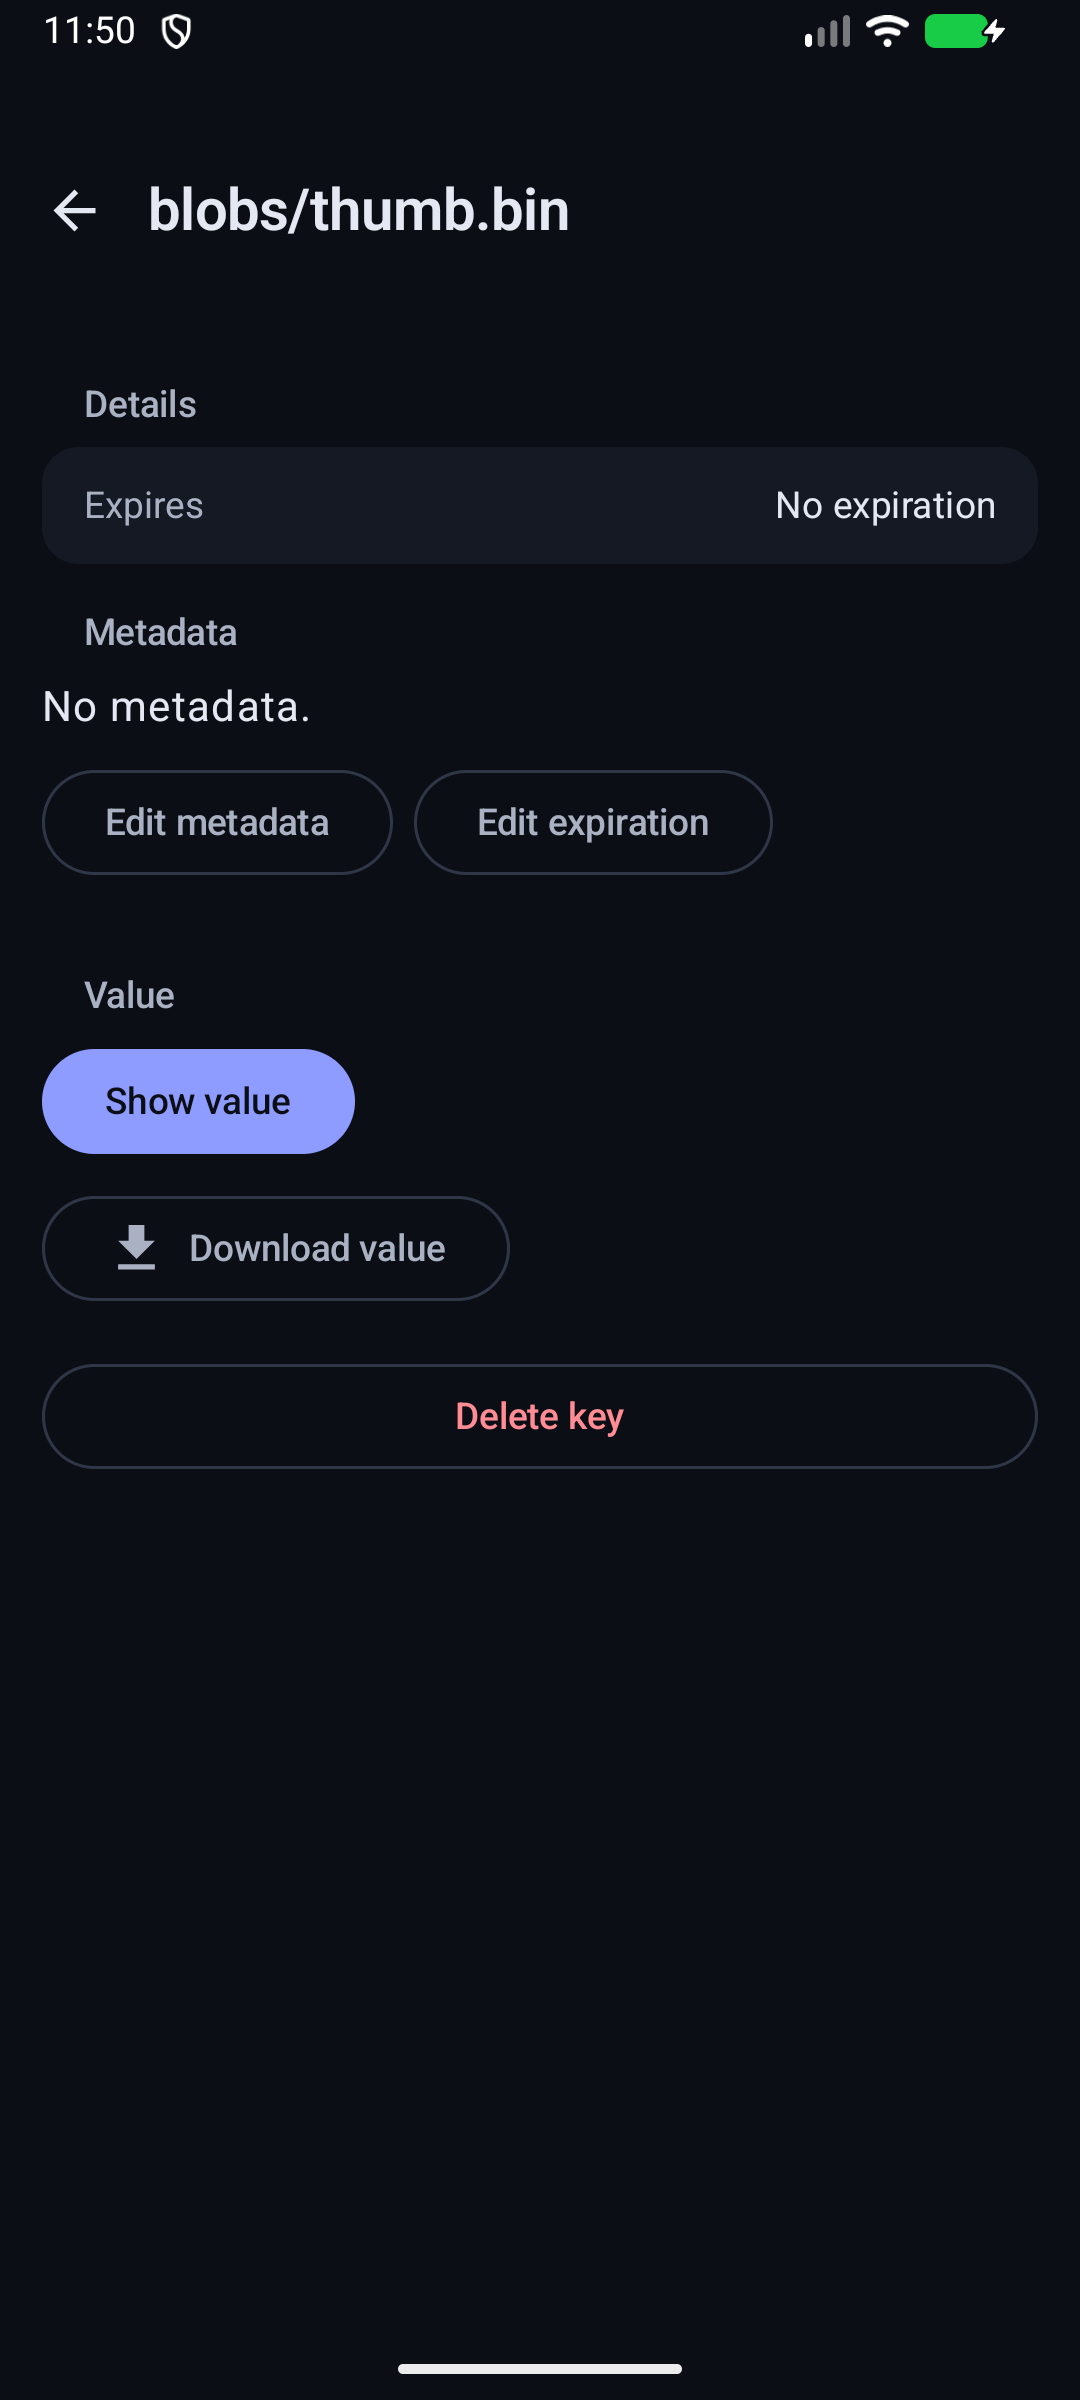 11:50
blobs/thumb.bin
Details
Expires No expiration
Metadata
No metadata.
Edit metadata Edit expiration
Value
Show value
Download value
Delete key